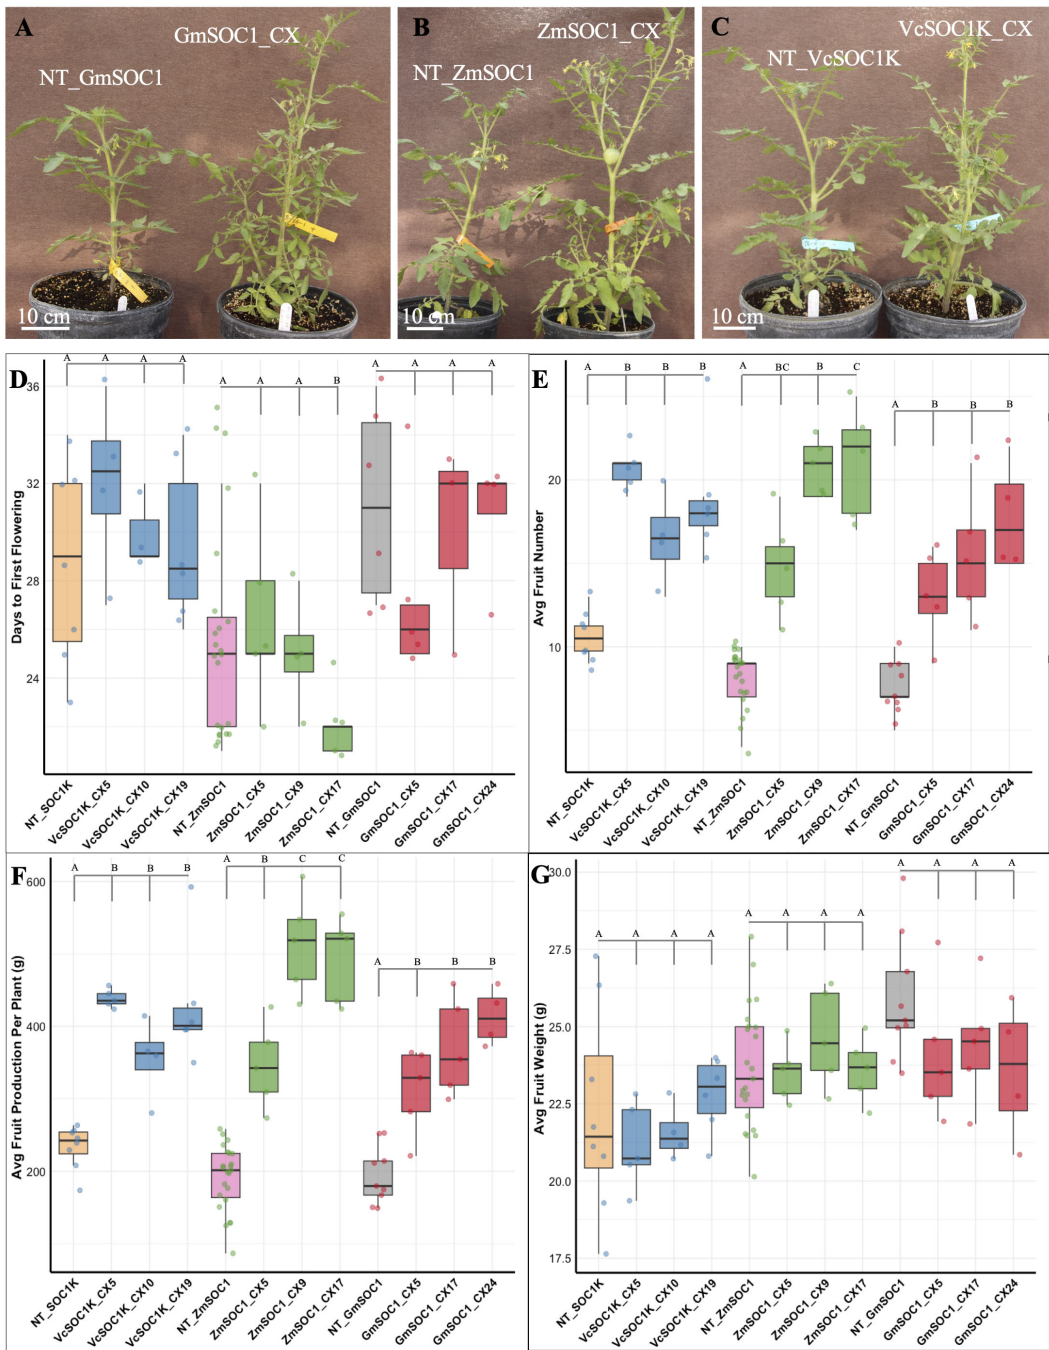 A
GmSOC1_CX
NT_GmSOC1
10 cm
B
ZmSOC1_CX
NT_ZmSOC1
10 cm
C
VcSOC1K_CX
NT_VcSOC1K
10 cm
D
A A A A
A A A B
A A A A
Days to First Flowering
36
32
28
24
NT_SOC1K
VcSOC1K_CX5
VcSOC1K_CX10
VcSOC1K_CX19
NT_ZmSOC1
ZmSOC1_CX5
ZmSOC1_CX9
ZmSOC1_CX17
NT_GmSOC1
GmSOC1_CX5
GmSOC1_CX17
GmSOC1_CX24
E
A B B B
A BC B C
A B B B
Avg Fruit Number
20
10
NT_SOC1K
VcSOC1K_CX5
VcSOC1K_CX10
VcSOC1K_CX19
NT_ZmSOC1
ZmSOC1_CX5
ZmSOC1_CX9
ZmSOC1_CX17
NT_GmSOC1
GmSOC1_CX5
GmSOC1_CX17
GmSOC1_CX24
F
A B B B
A B C C
A B B B
Avg Fruit Production Per Plant (g)
600
400
200
NT_SOC1K
VcSOC1K_CX5
VcSOC1K_CX10
VcSOC1K_CX19
NT_ZmSOC1
ZmSOC1_CX5
ZmSOC1_CX9
ZmSOC1_CX17
NT_GmSOC1
GmSOC1_CX5
GmSOC1_CX17
GmSOC1_CX24
G
A A A A
A A A A
A A A A
Avg Fruit Weight (g)
30.0
27.5
25.0
22.5
20.0
17.5
NT_SOC1K
VcSOC1K_CX5
VcSOC1K_CX10
VcSOC1K_CX19
NT_ZmSOC1
ZmSOC1_CX5
ZmSOC1_CX9
ZmSOC1_CX17
NT_GmSOC1
GmSOC1_CX5
GmSOC1_CX17
GmSOC1_CX24